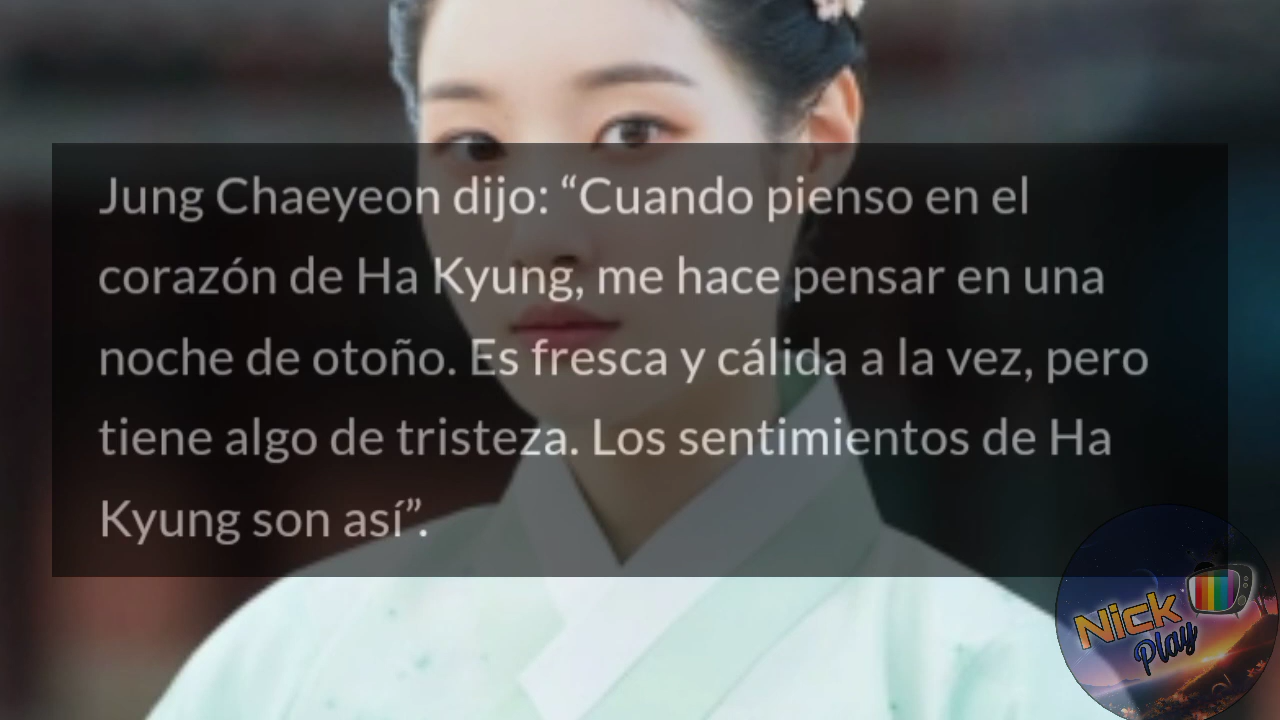 Jung Chaeyeon dijo: “Cuando pienso en el
corazón de Ha Kyung, me hace pensar en una
noche de otoño. Es fresca y cálida a la vez, pero
tiene algo de tristeza. Los sentimientos de Ha
Kyung son así”.
Nick
Play